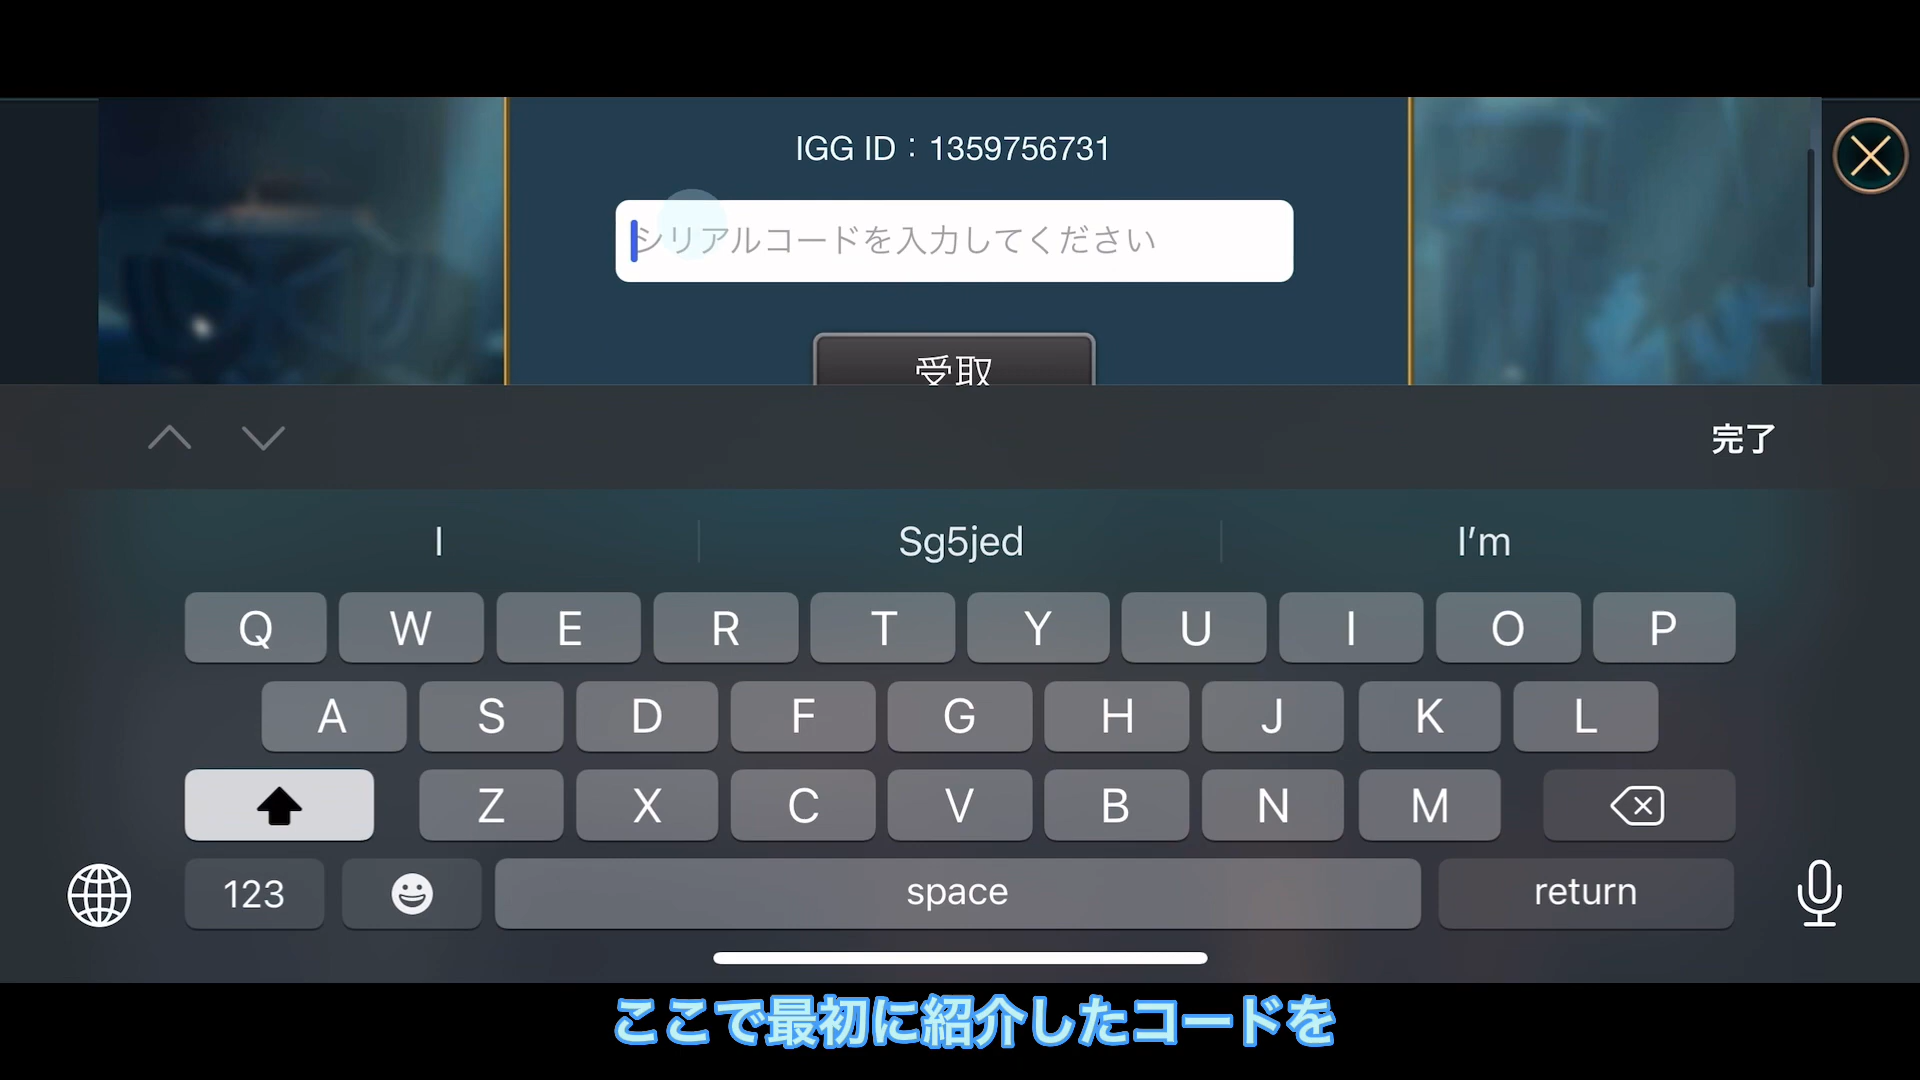 IGG ID：1359756731
シリアルコードを入力してください
受取
完了
I Sg5jed I’m
Q W E R T Y U I O P
A S D F G H J K L
Z X C V B N M
123 space return
ここで最初に紹介したコードを